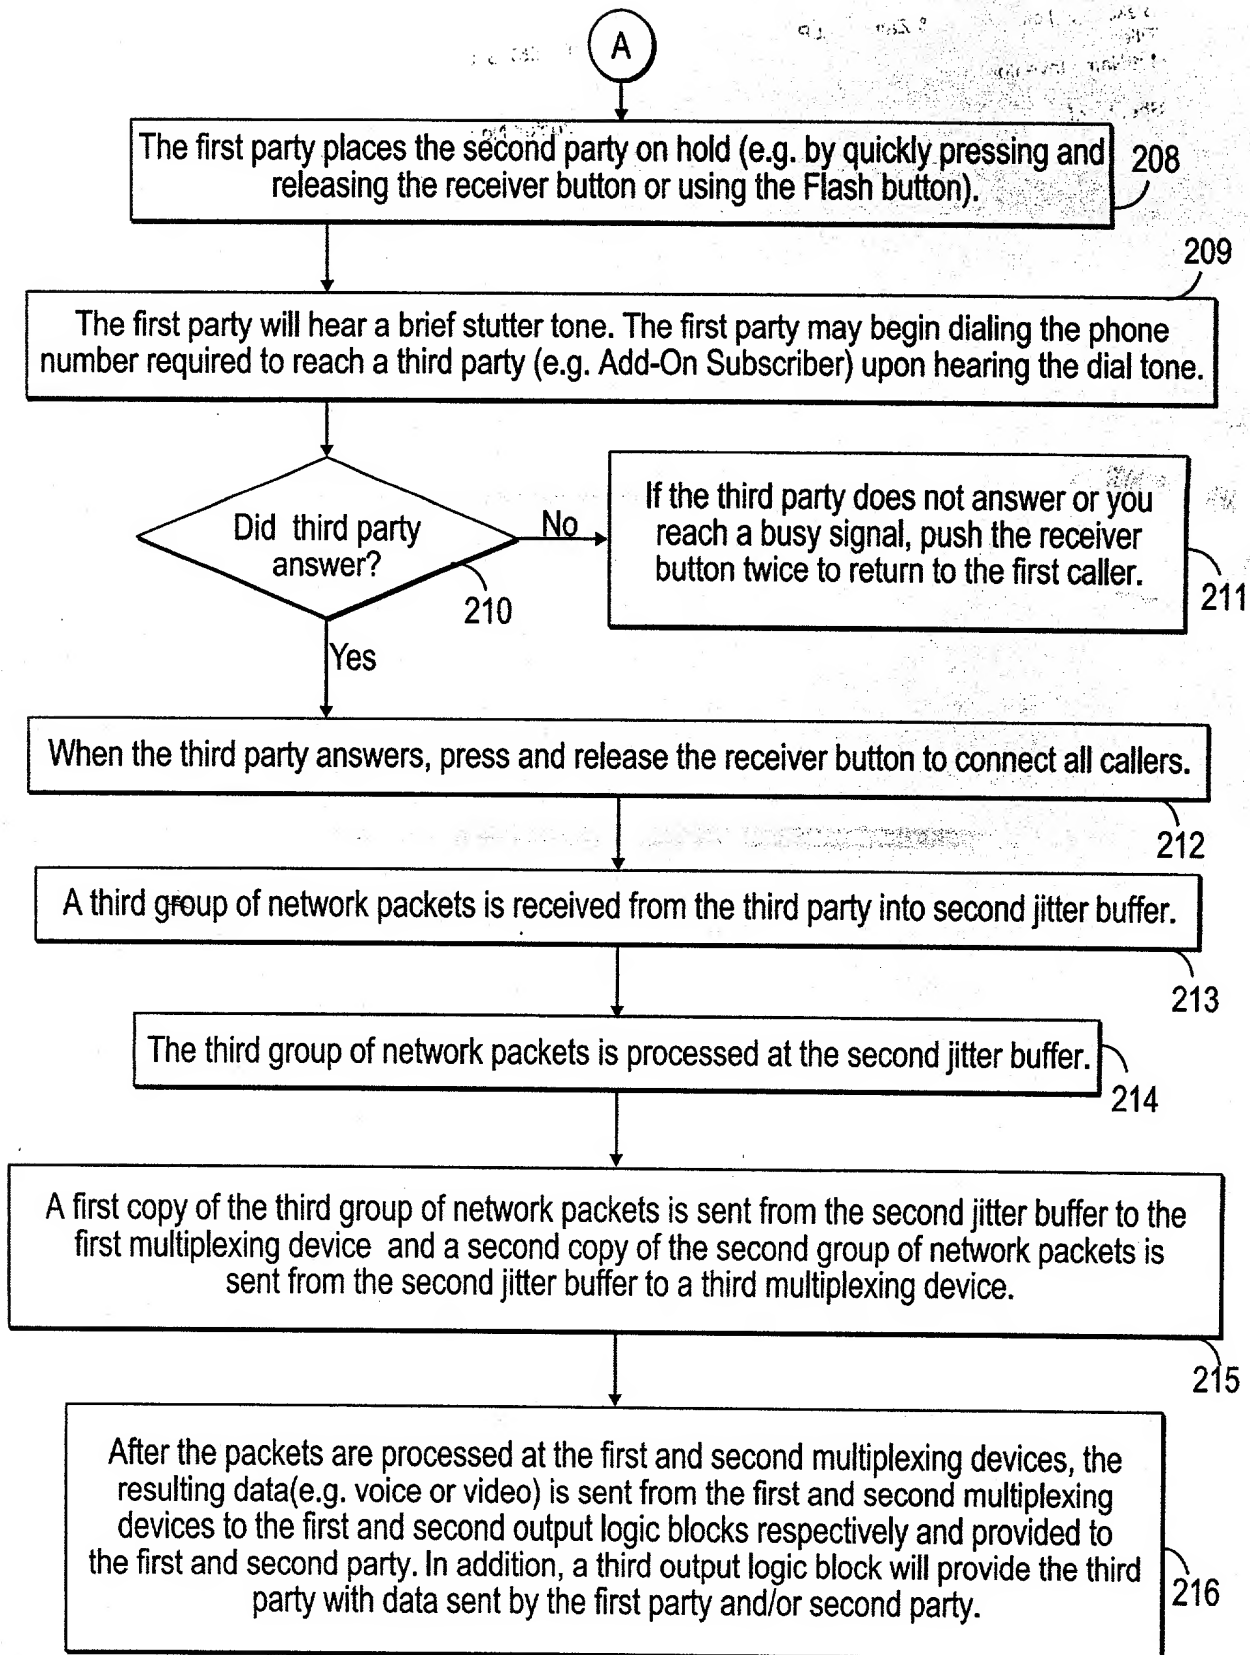 A
The first party places the second party on hold (e.g. by quickly pressing and
releasing the receiver button or using the Flash button).
208
209
The first party will hear a brief stutter tone. The first party may begin dialing the phone
number required to reach a third party (e.g. Add-On Subscriber) upon hearing the dial tone.
Did third party
answer?
210
No
If the third party does not answer or you
reach a busy signal, push the receiver
button twice to return to the first caller.
211
Yes
When the third party answers, press and release the receiver button to connect all callers.
212
A third group of network packets is received from the third party into second jitter buffer.
213
The third group of network packets is processed at the second jitter buffer.
214
A first copy of the third group of network packets is sent from the second jitter buffer to the
first multiplexing device and a second copy of the second group of network packets is
sent from the second jitter buffer to a third multiplexing device.
215
After the packets are processed at the first and second multiplexing devices, the
resulting data(e.g. voice or video) is sent from the first and second multiplexing
devices to the first and second output logic blocks respectively and provided to
the first and second party. In addition, a third output logic block will provide the third
party with data sent by the first party and/or second party.
216